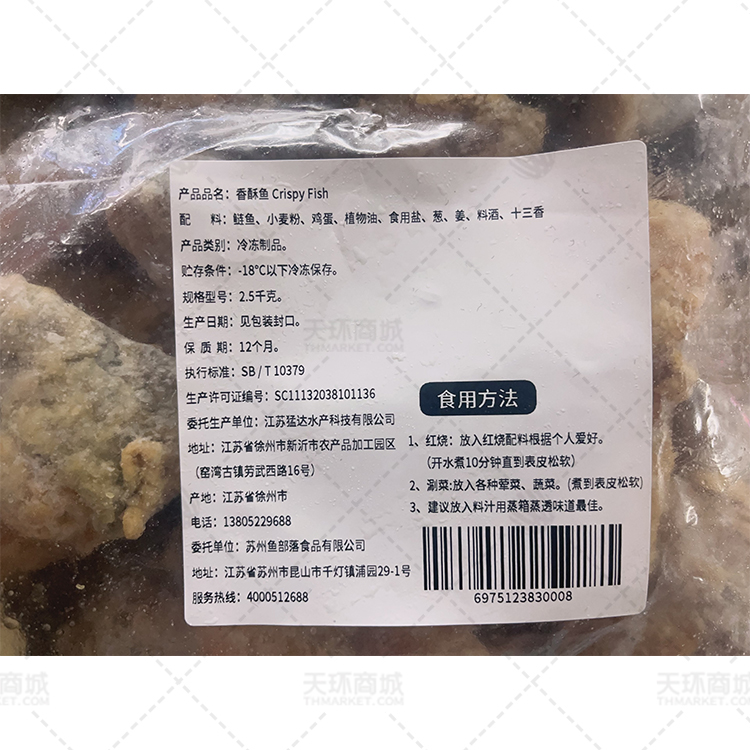 产品品名：香酥鱼 Crispy Fish
配 料：鲢鱼、小麦粉、鸡蛋、植物油、食用盐、葱、姜、料酒、十三香
产品类别：冷冻制品。
贮存条件：-18°C以下冷冻保存。
规格型号：2.5千克。
生产日期：见包装封口。
保 质 期：12个月。
执行标准：SB / T 10379
生产许可证编号：SC11132038101136
委托生产单位：江苏猛达水产科技有限公司
地址：江苏省徐州市新沂市农产品加工园区
（窑湾古镇劳武西路16号）
产地：江苏省徐州市
电话：13805229688
委托单位：苏州鱼部落食品有限公司
地址：江苏省苏州市昆山市千灯镇浦园29-1号
服务热线：4000512688
食用方法
1、红烧：放入红烧配料根据个人爱好。
（开水煮10分钟直到表皮松软）
2、涮菜:放入各种荤菜、蔬菜。(煮到表皮松软)
3、建议放入料汁用蒸箱蒸透味道最佳。
6975123830008
天环商城
THMARKET.COM